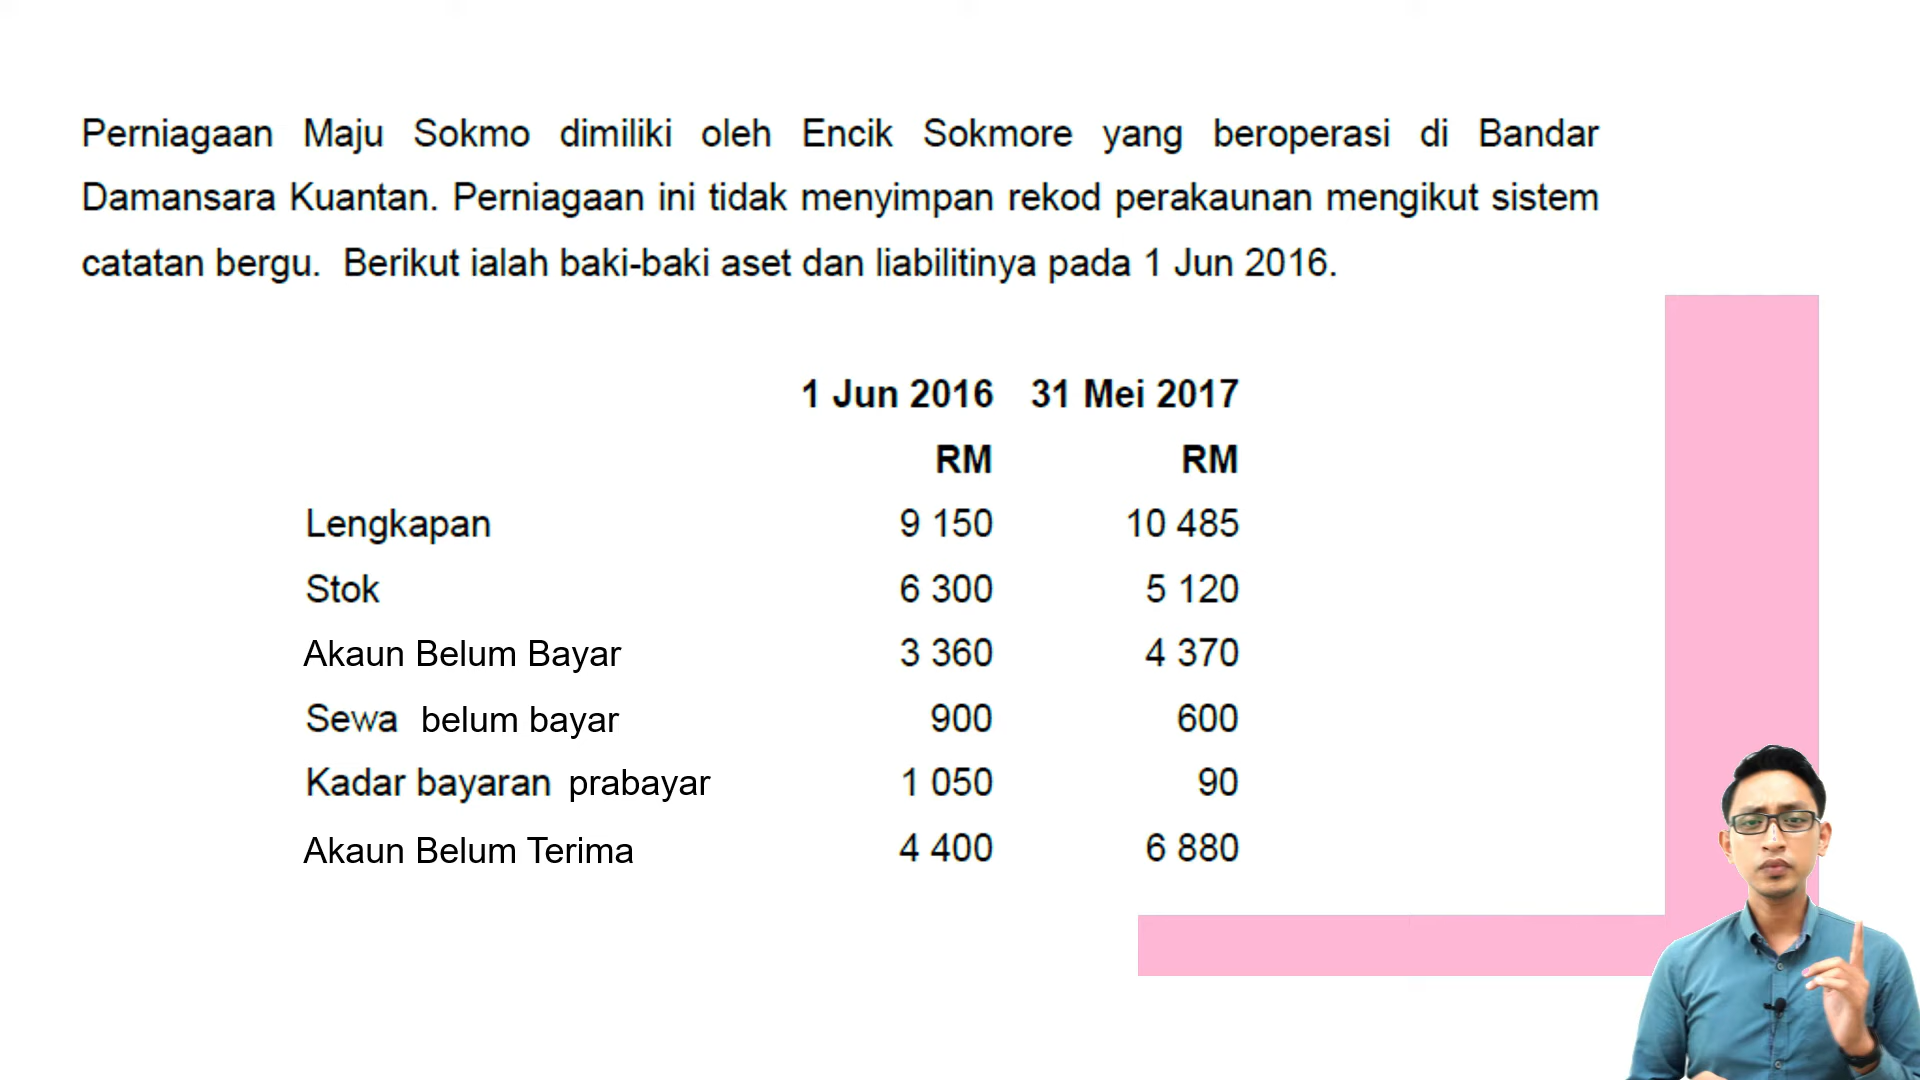 Perniagaan Maju Sokmo dimiliki oleh Encik Sokmore yang beroperasi di Bandar
Damansara Kuantan. Perniagaan ini tidak menyimpan rekod perakaunan mengikut sistem
catatan bergu. Berikut ialah baki-baki aset dan liabilitinya pada 1 Jun 2016.
1 Jun 2016 31 Mei 2017
RM RM
Lengkapan 9 150 10 485
Stok 6 300 5 120
Akaun Belum Bayar 3 360 4 370
Sewa belum bayar 900 600
Kadar bayaran prabayar 1 050 90
Akaun Belum Terima 4 400 6 880